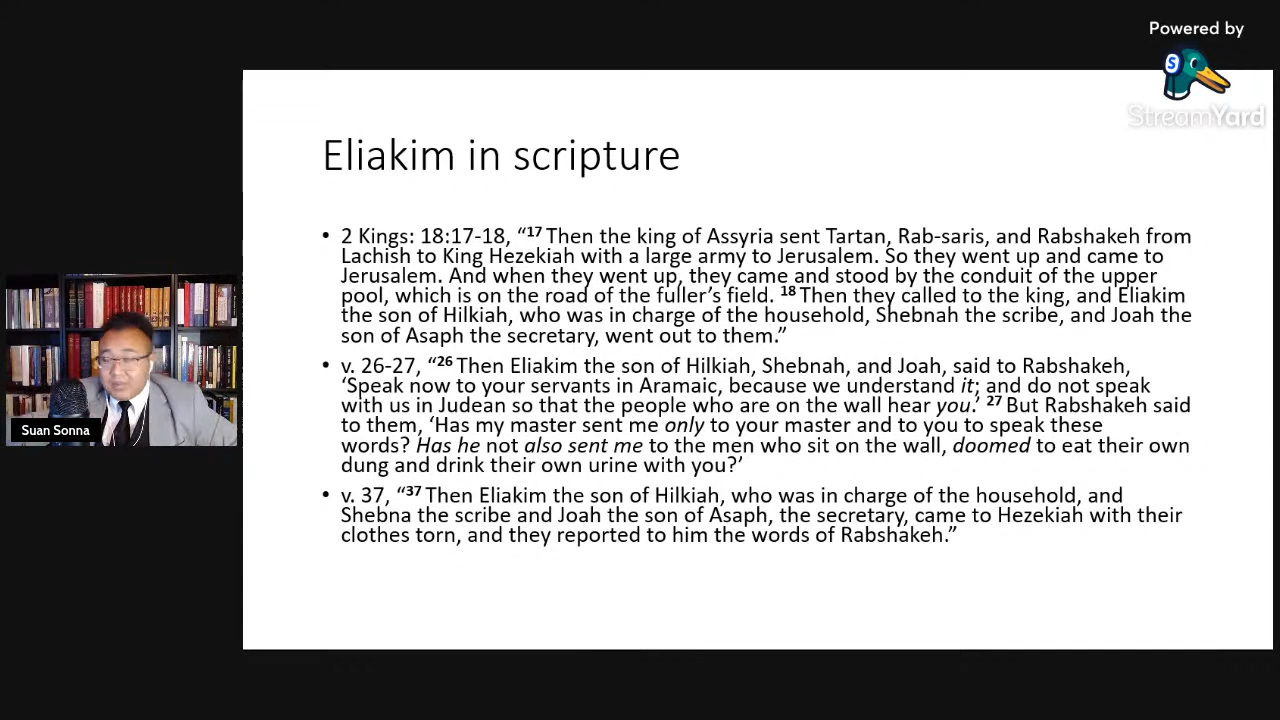 Powered by
S
StreamYard
Eliakim in scripture
• 2 Kings: 18:17-18, “17 Then the king of Assyria sent Tartan, Rab-saris, and Rabshakeh from
Lachish to King Hezekiah with a large army to Jerusalem. So they went up and came to
Jerusalem. And when they went up, they came and stood by the conduit of the upper
pool, which is on the road of the fuller’s field. 18 Then they called to the king, and Eliakim
the son of Hilkiah, who was in charge of the household, Shebnah the scribe, and Joah the
son of Asaph the secretary, went out to them.”
• v. 26-27, “26 Then Eliakim the son of Hilkiah, Shebnah, and Joah, said to Rabshakeh,
‘Speak now to your servants in Aramaic, because we understand it; and do not speak
with us in Judean so that the people who are on the wall hear you.’ 27 But Rabshakeh said
to them, ‘Has my master sent me only to your master and to you to speak these
words? Has he not also sent me to the men who sit on the wall, doomed to eat their own
dung and drink their own urine with you?’
• v. 37, “37 Then Eliakim the son of Hilkiah, who was in charge of the household, and
Shebna the scribe and Joah the son of Asaph, the secretary, came to Hezekiah with their
clothes torn, and they reported to him the words of Rabshakeh.”
Suan Sonna